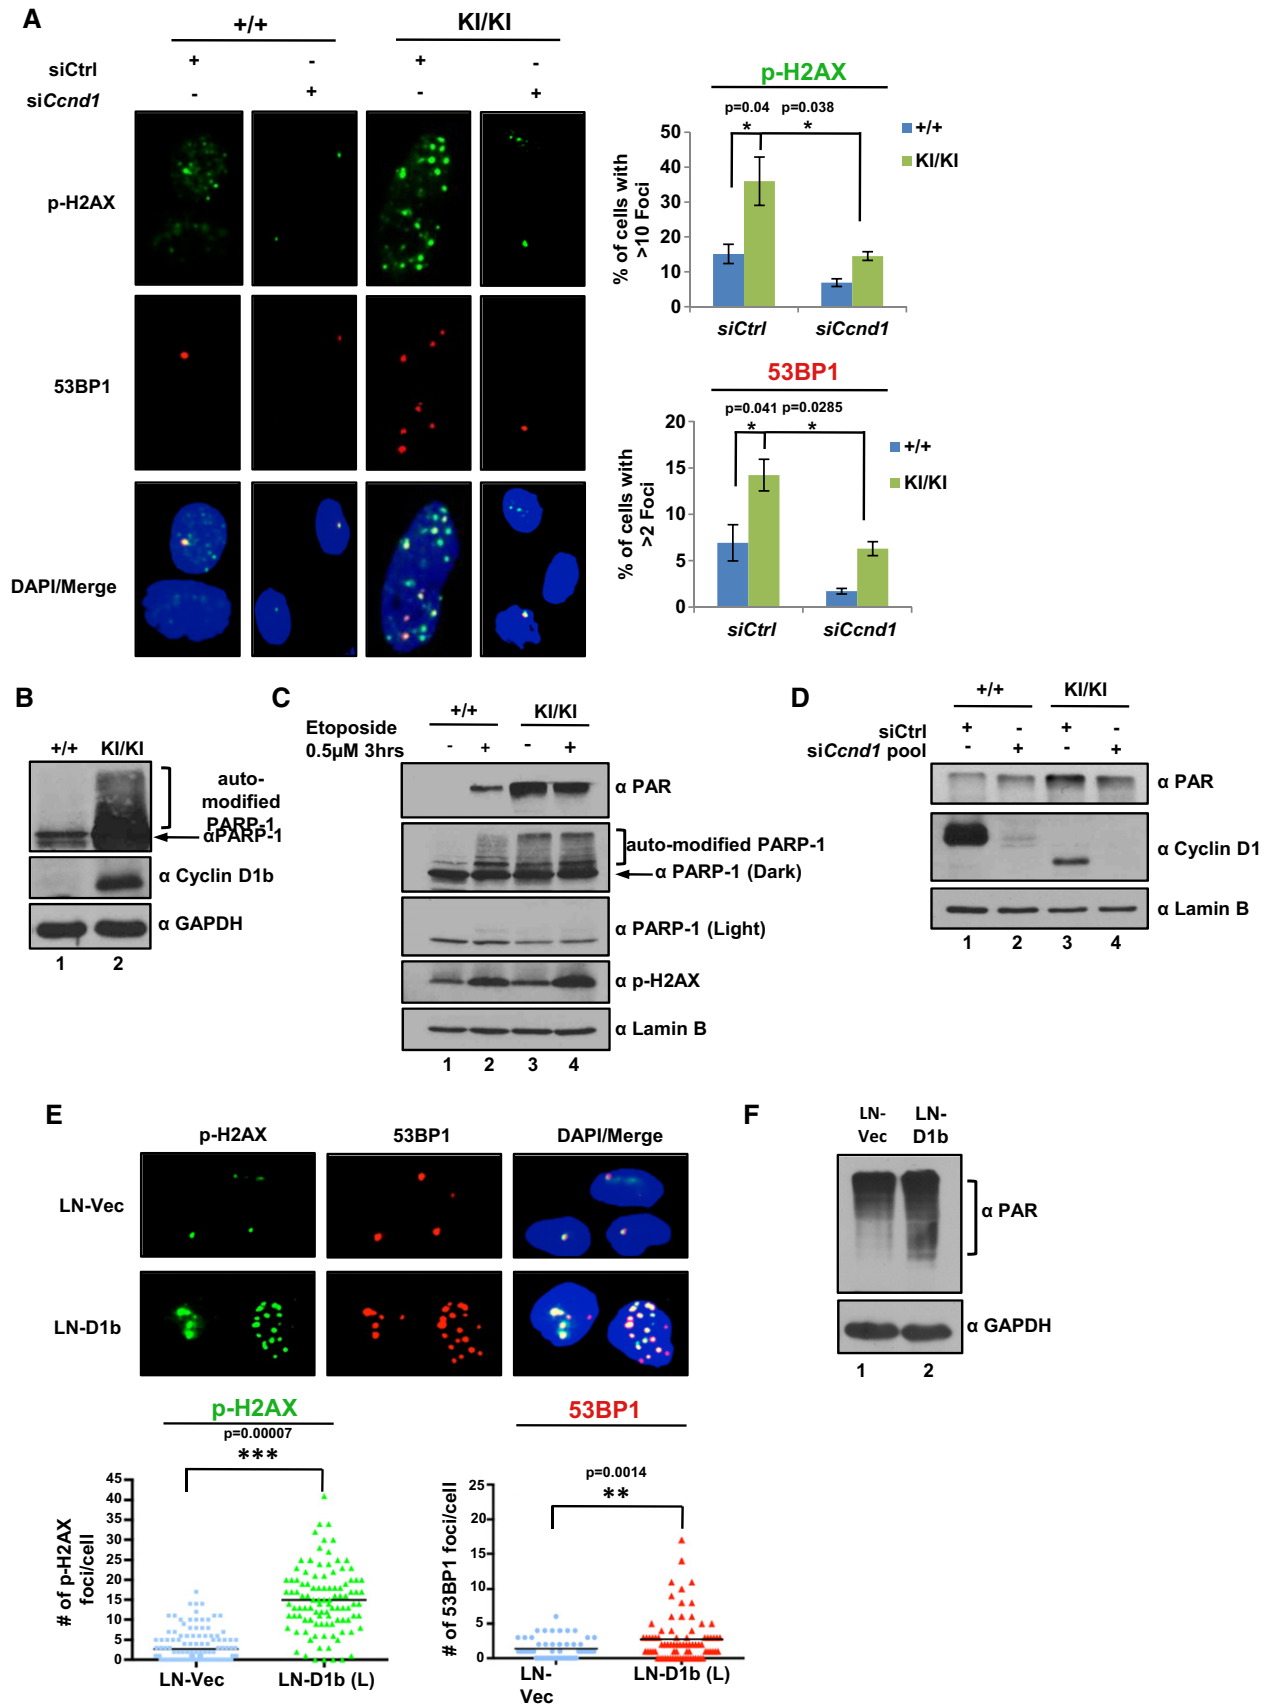 A
+/+
KI/KI
siCtrl
+ - + -
siCcnd1
- + - +
p-H2AX
53BP1
DAPI/Merge
p-H2AX
p=0.04 p=0.038
* *
% of cells with
>10 Foci
50
40
30
20
10
0
siCtrl
siCcnd1
+/+
KI/KI
53BP1
p=0.041 p=0.0285
* *
% of cells with
>2 Foci
20
15
10
5
0
siCtrl
siCcnd1
+/+
KI/KI
B
+/+ KI/KI
auto-
modified
PARP-1
αPARP-1
α Cyclin D1b
α GAPDH
1 2
C
+/+ KI/KI
Etoposide
0.5µM 3hrs
- + - +
α PAR
auto-modified PARP-1
α PARP-1 (Dark)
α PARP-1 (Light)
α p-H2AX
α Lamin B
1 2 3 4
D
+/+ KI/KI
siCtrl
+ - + -
siCcnd1 pool
- + - +
α PAR
α Cyclin D1
α Lamin B
1 2 3 4
E
p-H2AX 53BP1 DAPI/Merge
LN-Vec
LN-D1b
p-H2AX
p=0.00007
***
# of p-H2AX
foci/cell
45
40
35
30
25
20
15
10
5
0
LN-Vec
LN-D1b (L)
53BP1
p=0.0014
**
# of 53BP1 foci/cell
25
20
15
10
5
0
LN-
Vec
LN-D1b (L)
F
LN-
Vec
LN-
D1b
α PAR
α GAPDH
1 2